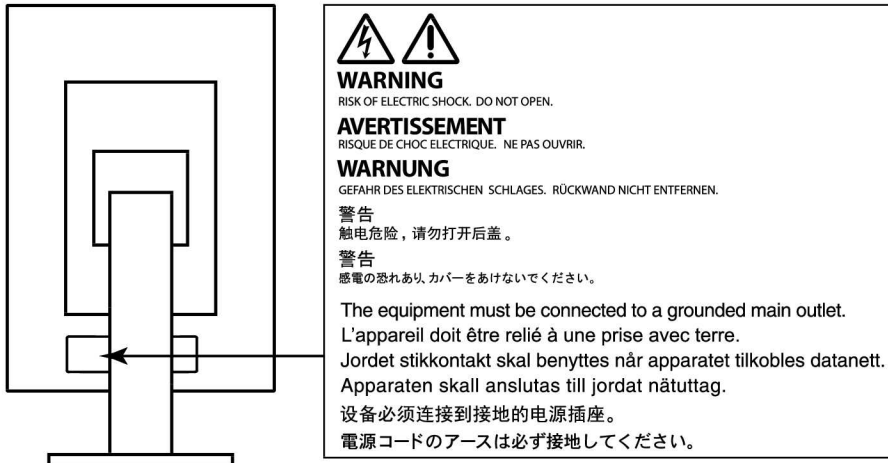 WARNING
RISK OF ELECTRIC SHOCK. DO NOT OPEN.
AVERTISSEMENT
RISQUE DE CHOC ELECTRIQUE. NE PAS OUVRIR.
WARNUNG
GEFAHR DES ELEKTRISCHEN SCHLAGES. RÜCKWAND NICHT ENTFERNEN.
警告
触电危险，请勿打开后盖。
警告
感電の恐れあり、カバーをあけないでください。
The equipment must be connected to a grounded main outlet.
L'appareil doit être relié à une prise avec terre.
Jordet stikkontakt skal benyttes når apparatet tilkobles datanett.
Apparaten skall anslutas till jordat nätuttag.
设备必须连接到接地的电源插座。
電源コードのアースは必ず接地してください。